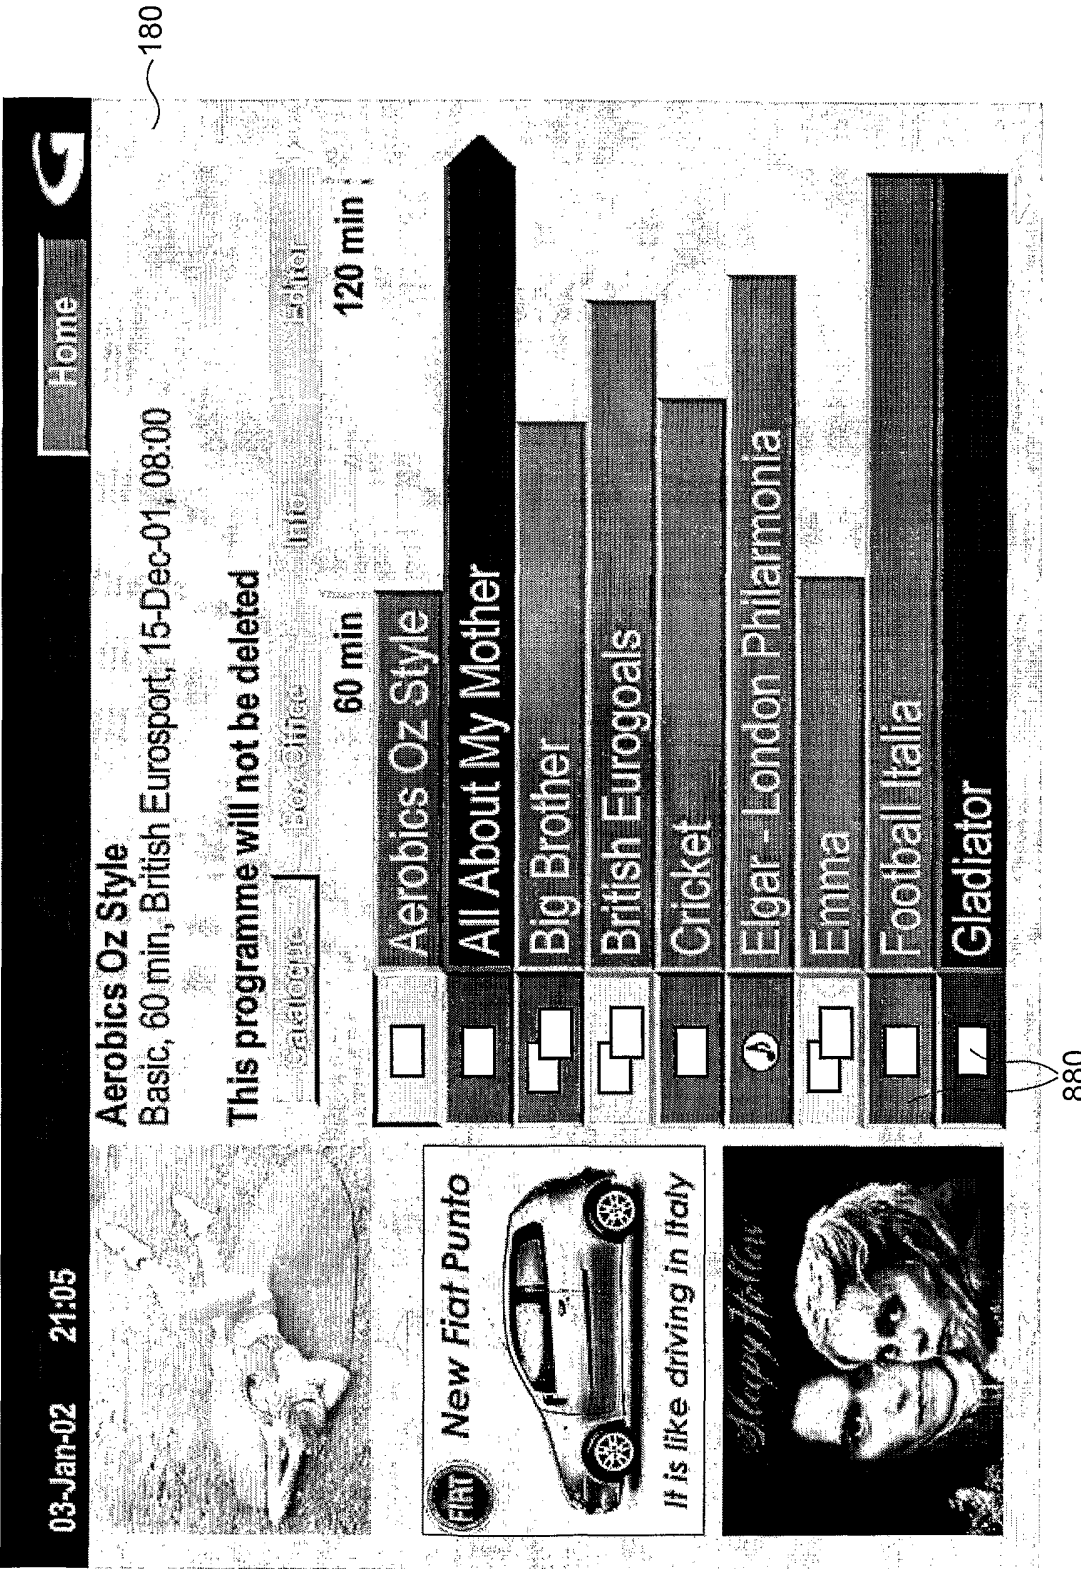 180
03-Jan-02 21:05
Home
Aerobics Oz Style
Basic, 60 min, British Eurosport, 15-Dec-01, 08:00
This programme will not be deleted
Catalogue Box Office Info Editor
60 min 120 min
Aerobics Oz Style
All About My Mother
Big Brother
British Eurogoals
Cricket
Elgar - London Philarmonia
Emma
Football Italia
Gladiator
880
FIAT New Fiat Punto
It is like driving in Italy